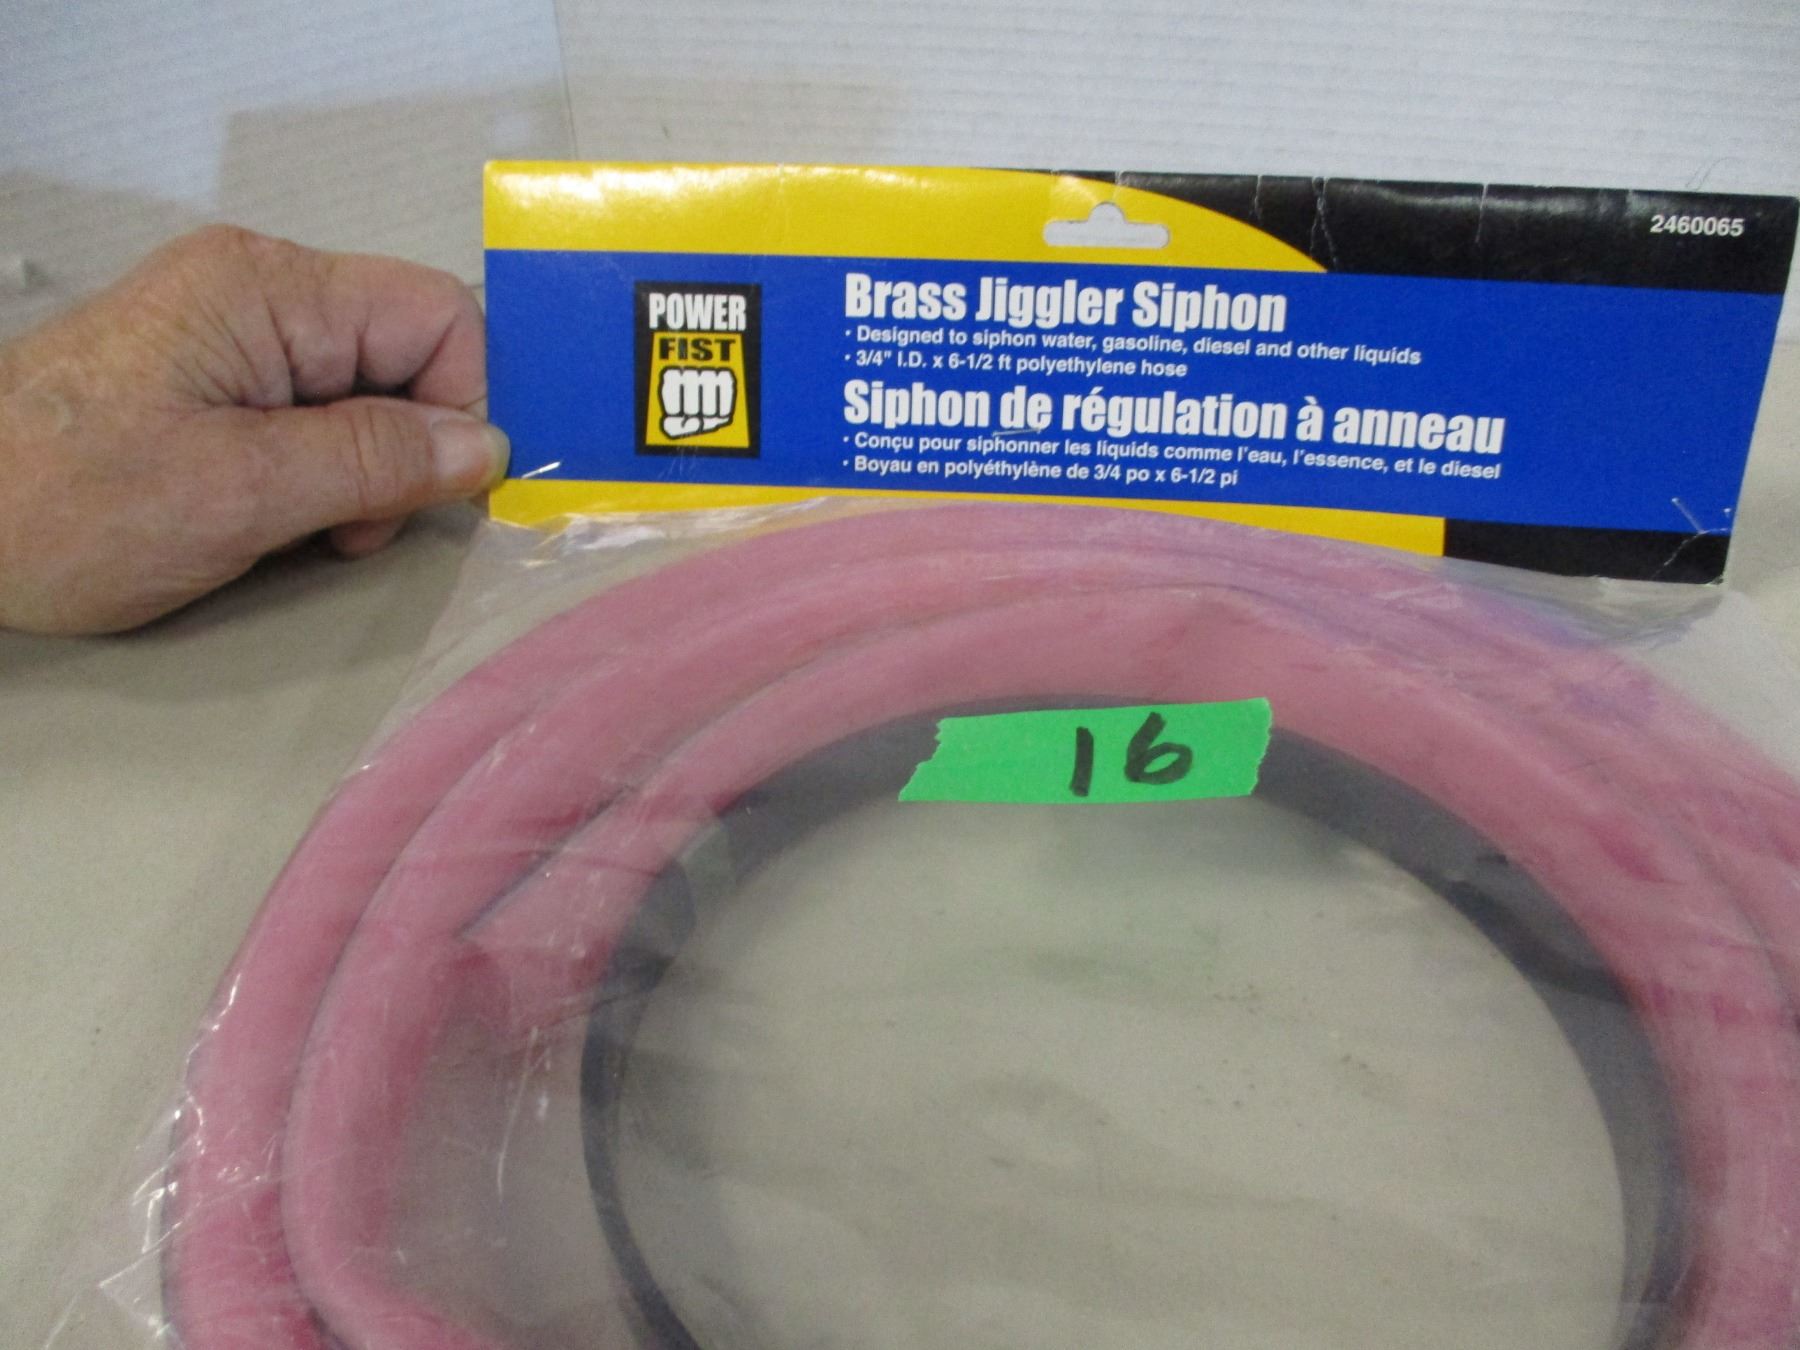 2460065
POWER
FIST
Brass Jiggler Siphon
• Designed to siphon water, gasoline, diesel and other liquids
• 3/4" I.D. x 6-1/2 ft polyethylene hose
Siphon de régulation à anneau
• Conçu pour siphonner les liquids comme l'eau, l'essence, et le diesel
• Boyau en polyéthylène de 3/4 po x 6-1/2 pi
16